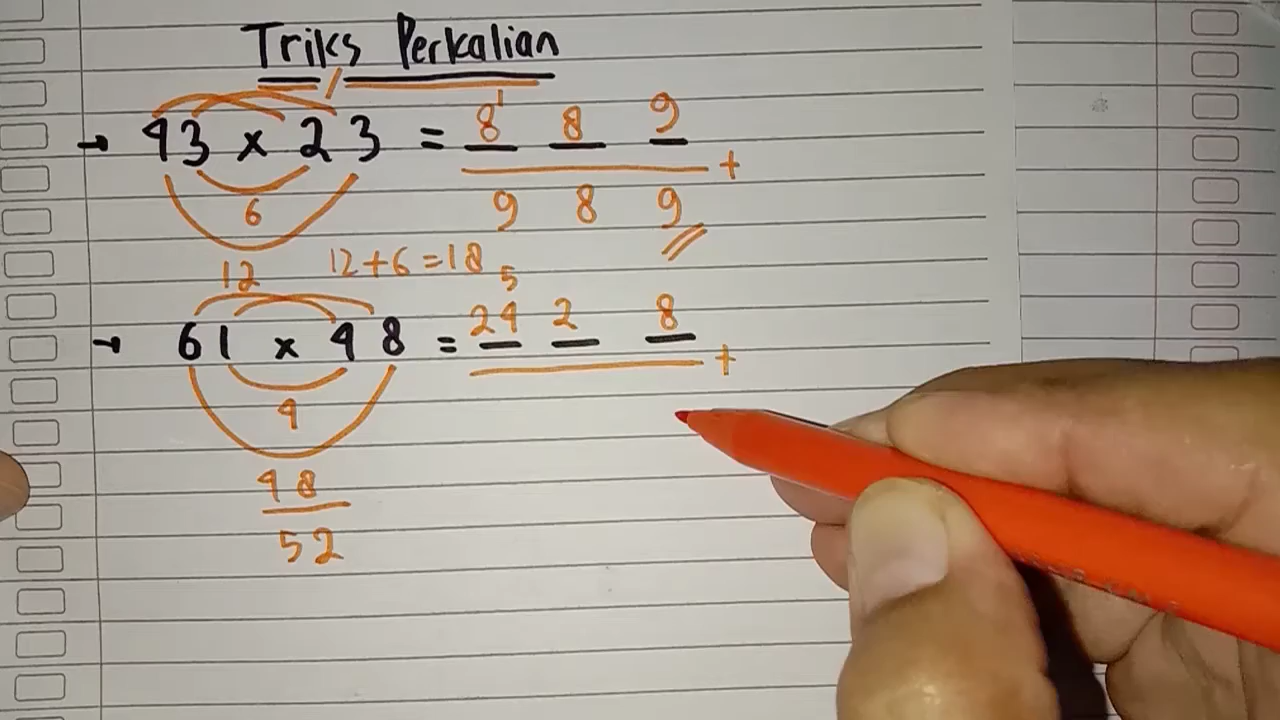 Triks Perkalian
→ 43 x 23 = 8 1 8 9 +
6
9 8 9
12
12+6=18
5
→ 61 x 48 = 24 2 8 +
4
48
52